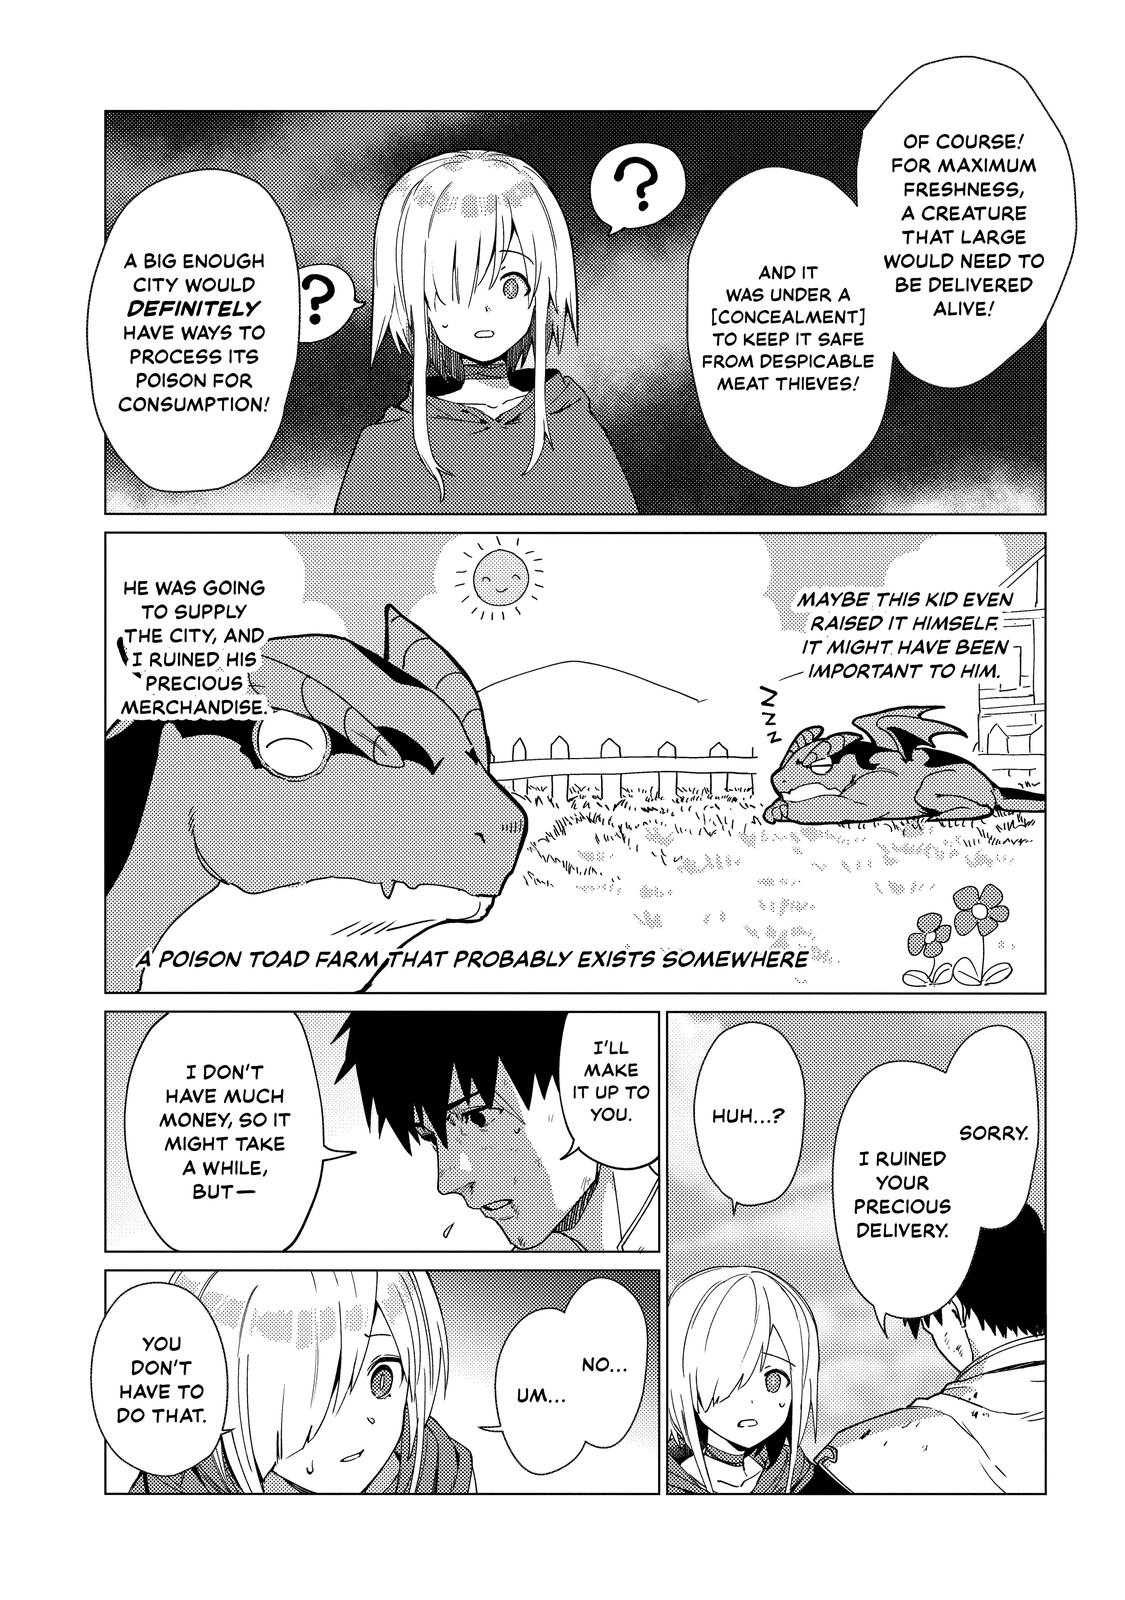 OF COURSE!
FOR MAXIMUM
FRESHNESS,
A CREATURE
THAT LARGE
WOULD NEED TO
BE DELIVERED
ALIVE!
AND IT
WAS UNDER A
[CONCEALMENT]
TO KEEP IT SAFE
FROM DESPICABLE
MEAT THIEVES!
?
?
A BIG ENOUGH
CITY WOULD
DEFINITELY
HAVE WAYS TO
PROCESS ITS
POISON FOR
CONSUMPTION!
MAYBE THIS KID EVEN
RAISED IT HIMSELF.
IT MIGHT HAVE BEEN
IMPORTANT TO HIM.
ZZZ
HE WAS GOING
TO SUPPLY
THE CITY, AND
I RUINED HIS
PRECIOUS
MERCHANDISE.
A POISON TOAD FARM THAT PROBABLY EXISTS SOMEWHERE
SORRY.
I RUINED
YOUR
PRECIOUS
DELIVERY.
HUH...?
I'LL
MAKE
IT UP TO
YOU.
I DON'T
HAVE MUCH
MONEY, SO IT
MIGHT TAKE
A WHILE,
BUT—
NO...
UM...
YOU
DON'T
HAVE TO
DO THAT.